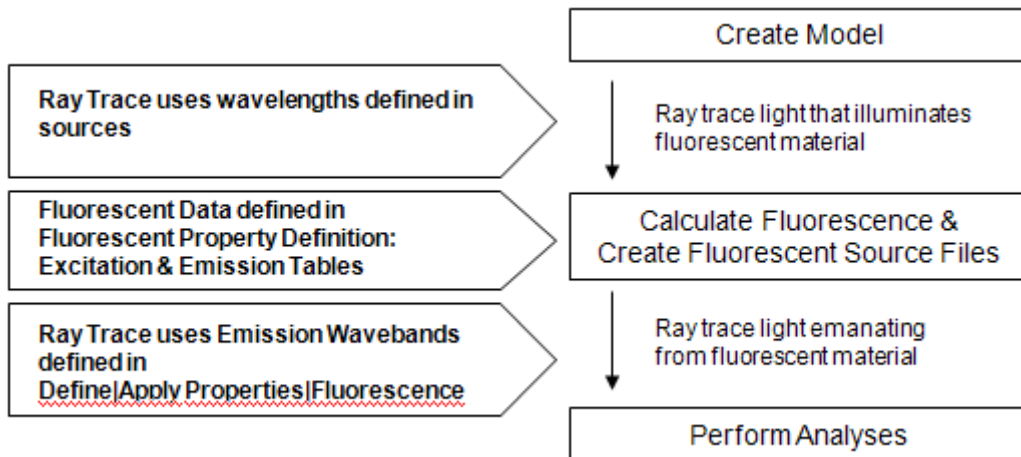 Create Model
Ray Trace uses wavelengths defined in
sources
Ray trace light that illuminates
fluorescent material
Fluorescent Data defined in
Fluorescent Property Definition:
Excitation & Emission Tables
Calculate Fluorescence &
Create Fluorescent Source Files
Ray Trace uses Emission Wavebands
defined in
Define|Apply Properties|Fluorescence
Ray trace light emanating
from fluorescent material
Perform Analyses